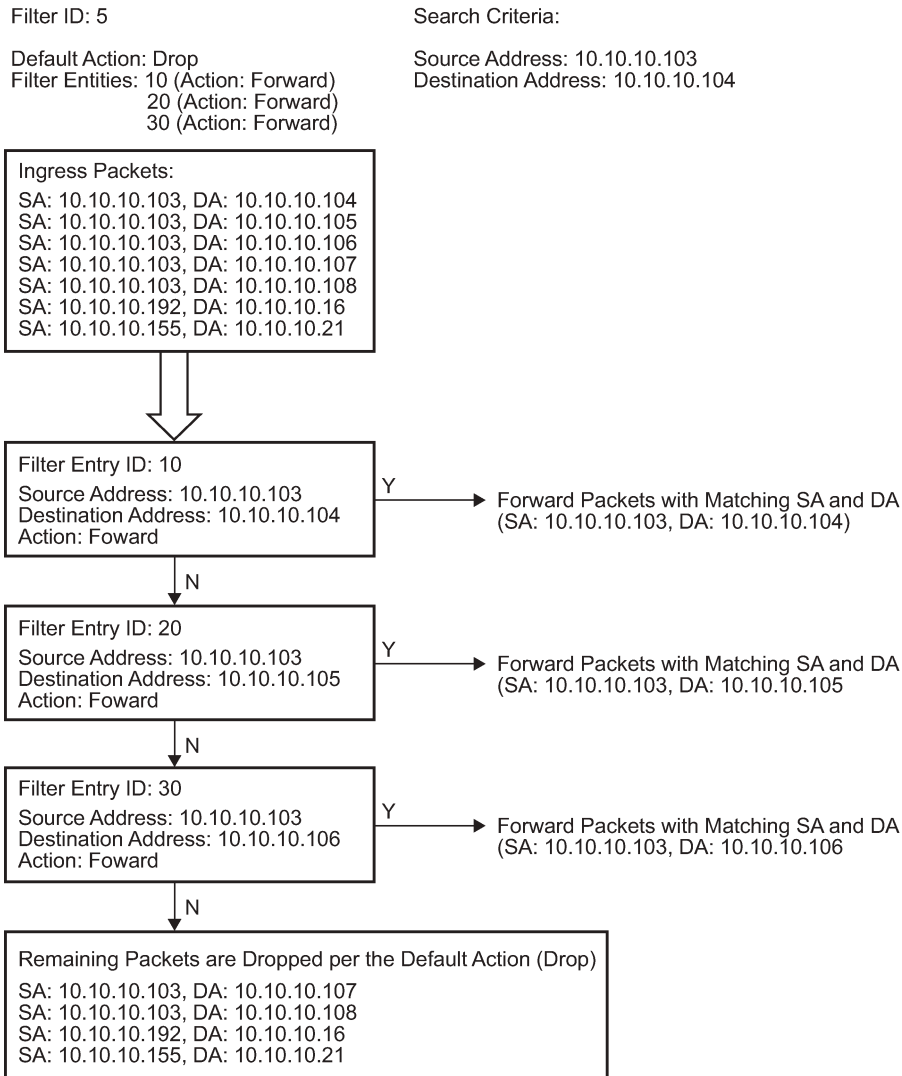 Filter ID: 5
Search Criteria:
Default Action: Drop
Filter Entities: 10 (Action: Forward)
20 (Action: Forward)
30 (Action: Forward)
Source Address: 10.10.10.103
Destination Address: 10.10.10.104
Ingress Packets:
SA: 10.10.10.103, DA: 10.10.10.104
SA: 10.10.10.103, DA: 10.10.10.105
SA: 10.10.10.103, DA: 10.10.10.106
SA: 10.10.10.103, DA: 10.10.10.107
SA: 10.10.10.103, DA: 10.10.10.108
SA: 10.10.10.192, DA: 10.10.10.16
SA: 10.10.10.155, DA: 10.10.10.21
Filter Entry ID: 10
Source Address: 10.10.10.103
Destination Address: 10.10.10.104
Action: Foward
Y
Forward Packets with Matching SA and DA
(SA: 10.10.10.103, DA: 10.10.10.104)
N
Filter Entry ID: 20
Source Address: 10.10.10.103
Destination Address: 10.10.10.105
Action: Foward
Y
Forward Packets with Matching SA and DA
(SA: 10.10.10.103, DA: 10.10.10.105
N
Filter Entry ID: 30
Source Address: 10.10.10.103
Destination Address: 10.10.10.106
Action: Foward
Y
Forward Packets with Matching SA and DA
(SA: 10.10.10.103, DA: 10.10.10.106
N
Remaining Packets are Dropped per the Default Action (Drop)
SA: 10.10.10.103, DA: 10.10.10.107
SA: 10.10.10.103, DA: 10.10.10.108
SA: 10.10.10.192, DA: 10.10.10.16
SA: 10.10.10.155, DA: 10.10.10.21